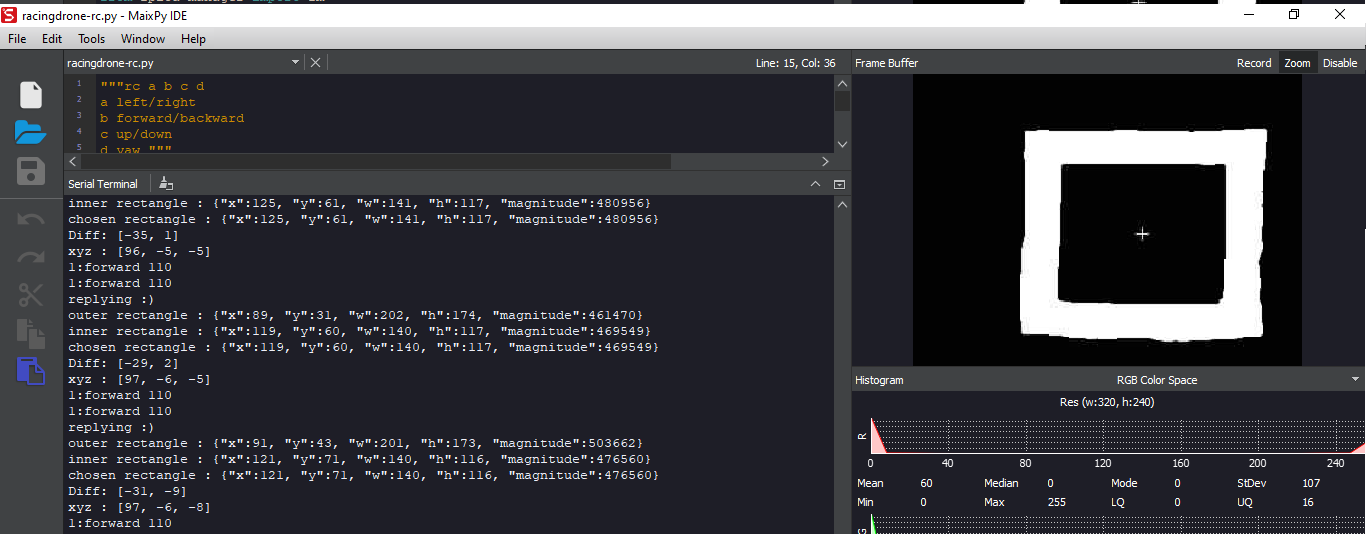 racingdrone-rc.py - MaixPy IDE
File Edit Tools Window Help
racingdrone-rc.py
Line: 15, Col: 36
1 """rc a b c d
2 a left/right
3 b forward/backward
4 c up/down
5 d yaw """
Serial Terminal
inner rectangle : {"x":125, "y":61, "w":141, "h":117, "magnitude":480956}
chosen rectangle : {"x":125, "y":61, "w":141, "h":117, "magnitude":480956}
Diff: [-35, 1]
xyz : [96, -5, -5]
1:forward 110
1:forward 110
replying :)
outer rectangle : {"x":89, "y":31, "w":202, "h":174, "magnitude":461470}
inner rectangle : {"x":119, "y":60, "w":140, "h":117, "magnitude":469549}
chosen rectangle : {"x":119, "y":60, "w":140, "h":117, "magnitude":469549}
Diff: [-29, 2]
xyz : [97, -6, -5]
1:forward 110
1:forward 110
replying :)
outer rectangle : {"x":91, "y":43, "w":201, "h":173, "magnitude":503662}
inner rectangle : {"x":121, "y":71, "w":140, "h":116, "magnitude":476560}
chosen rectangle : {"x":121, "y":71, "w":140, "h":116, "magnitude":476560}
Diff: [-31, -9]
xyz : [97, -6, -8]
1:forward 110
Frame Buffer
Record Zoom Disable
Histogram
RGB Color Space
Res (w:320, h:240)
R
0 40 80 120 160 200 240
Mean 60 Median 0 Mode 0 StDev 107
Min 0 Max 255 LQ 0 UQ 16
G